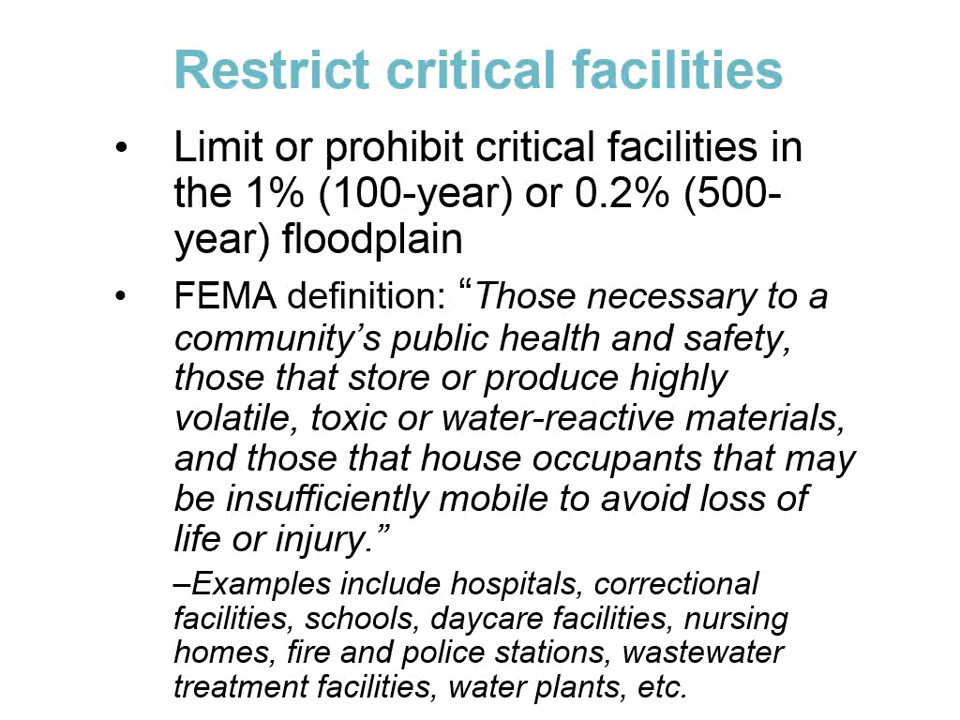 Restrict critical facilities
• Limit or prohibit critical facilities in
the 1% (100-year) or 0.2% (500-
year) floodplain
• FEMA definition: “Those necessary to a
community’s public health and safety,
those that store or produce highly
volatile, toxic or water-reactive materials,
and those that house occupants that may
be insufficiently mobile to avoid loss of
life or injury.”
–Examples include hospitals, correctional
facilities, schools, daycare facilities, nursing
homes, fire and police stations, wastewater
treatment facilities, water plants, etc.